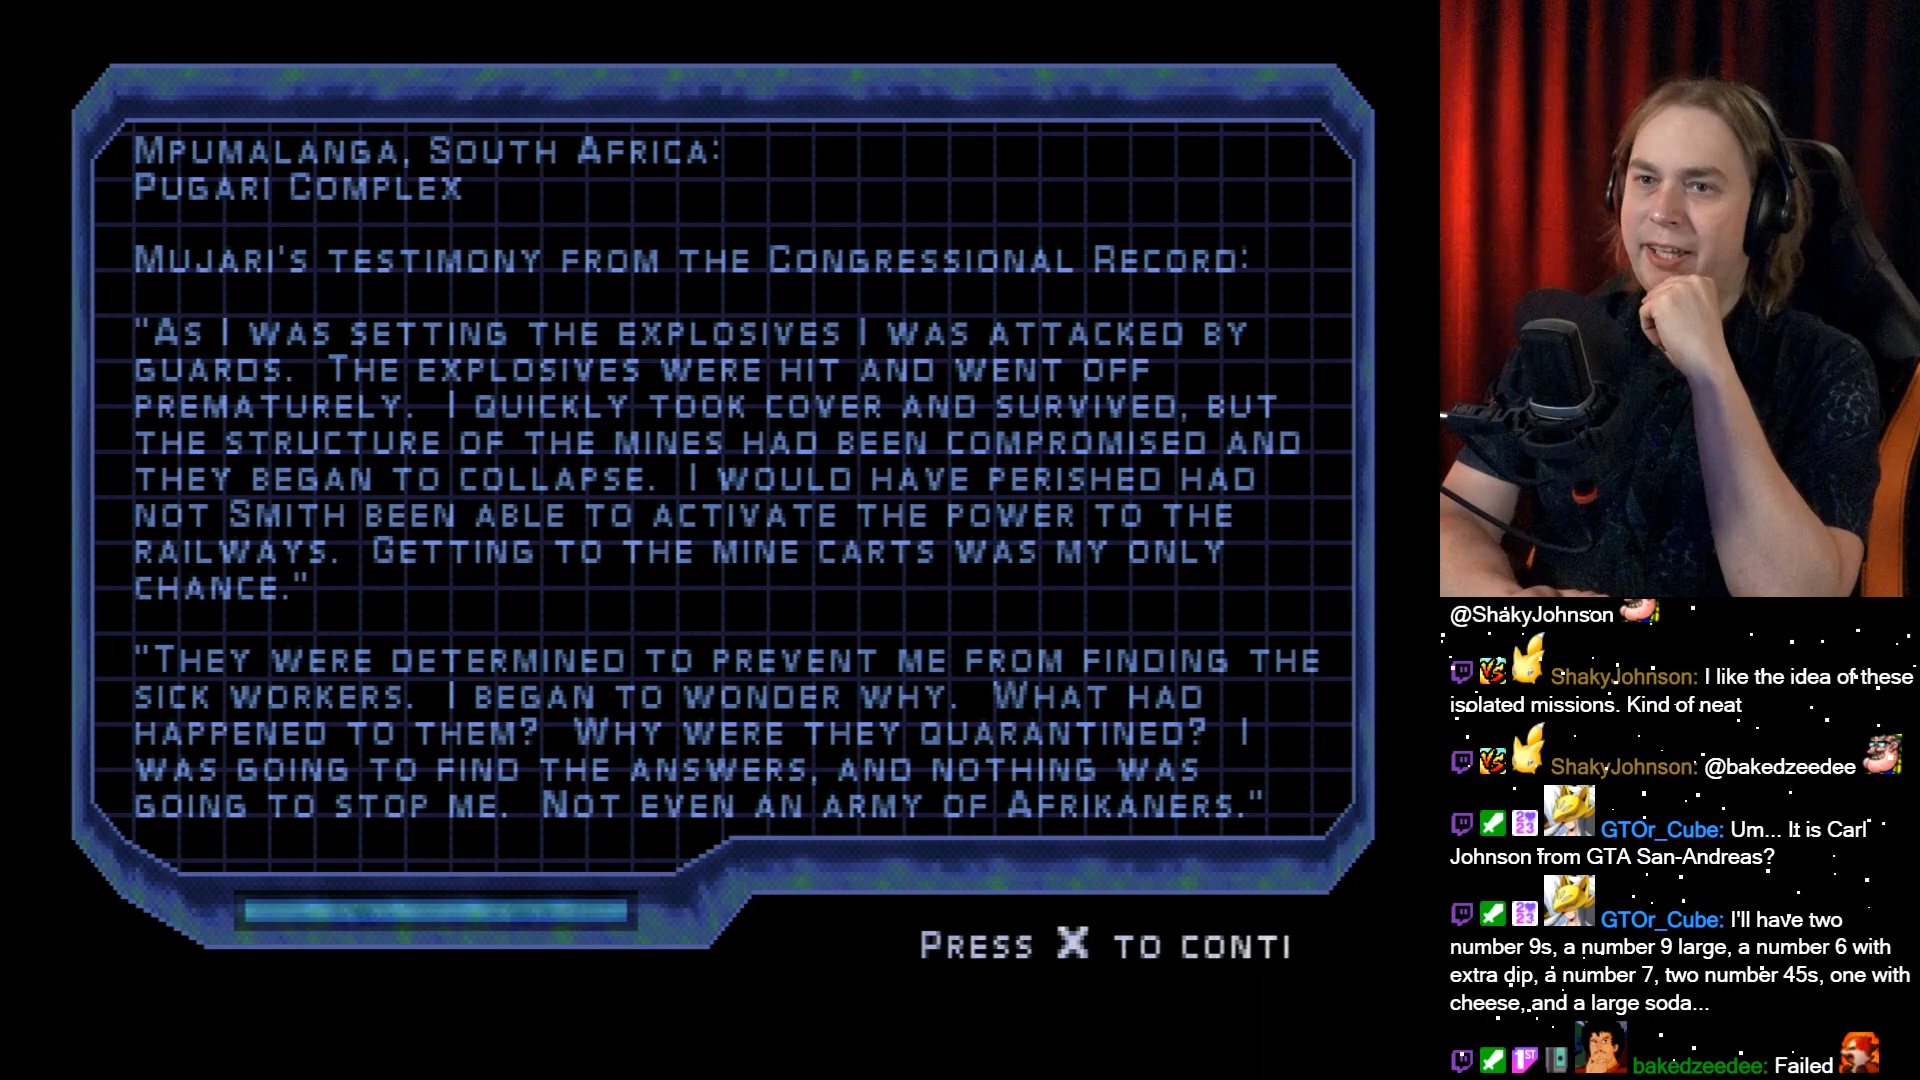 Mpumalanga, South Africa:
Pugari Complex
Mujari's testimony from the Congressional Record:
"As I was setting the explosives I was attacked by
guards. The explosives were hit and went off
prematurely. I quickly took cover and survived, but
the structure of the mines had been compromised and
they began to collapse. I would have perished had
not Smith been able to activate the power to the
railways. Getting to the mine carts was my only
chance."
"They were determined to prevent me from finding the
sick workers. I began to wonder why. What had
happened to them? Why were they quarantined? I
was going to find the answers, and nothing was
going to stop me. Not even an army of Afrikaners."
Press X to conti
@ShakyJohnson
ShakyJohnson: I like the idea of these
isolated missions. Kind of neat
ShakyJohnson: @bakedzeedee
GTOr_Cube: Um... It is Carl
Johnson from GTA San-Andreas?
GTOr_Cube: I'll have two
number 9s, a number 9 large, a number 6 with
extra dip, a number 7, two number 45s, one with
cheese, and a large soda...
bakedzeedee: Failed